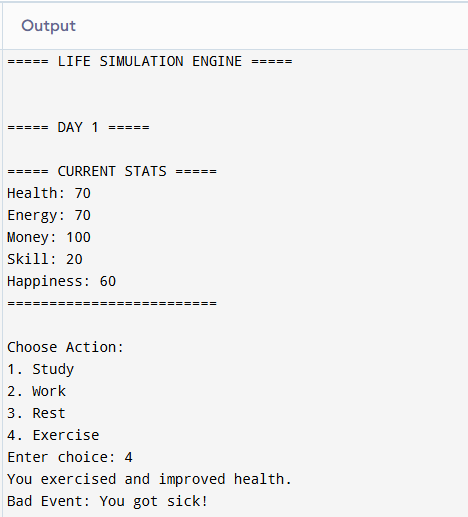 Output
===== LIFE SIMULATION ENGINE =====
===== DAY 1 =====
===== CURRENT STATS =====
Health: 70
Energy: 70
Money: 100
Skill: 20
Happiness: 60
=========================
Choose Action:
1. Study
2. Work
3. Rest
4. Exercise
Enter choice: 4
You exercised and improved health.
Bad Event: You got sick!